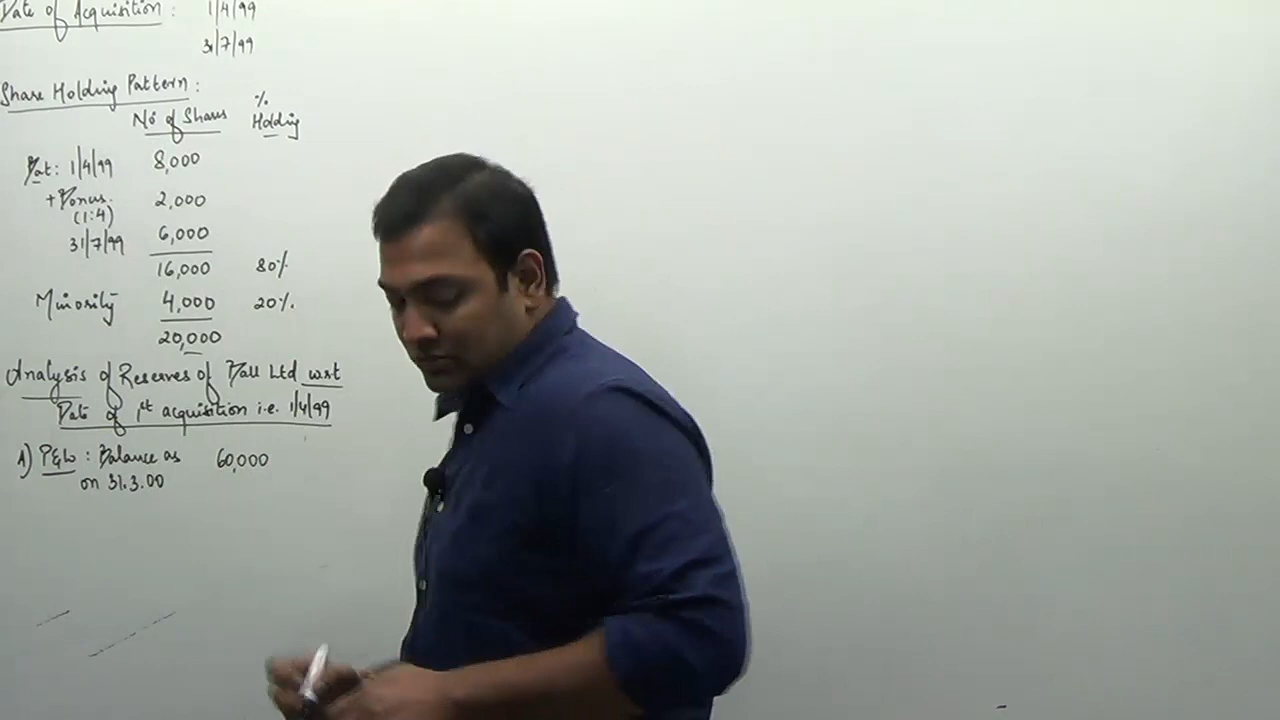 Date of Acquisition : 1/4/99
31/7/99
Share Holding Pattern :
No of Shares % Holding
Bat : 1/4/99 8,000
+ Bonus (1:4) 2,000
31/7/99 6,000
16,000 80%
Minority 4,000 20%
20,000
Analysis of Reserves of Ball Ltd wrt
Date of 1st acquisition i.e. 1/4/99
A) P&L : Balance as 60,000
on 31.3.00